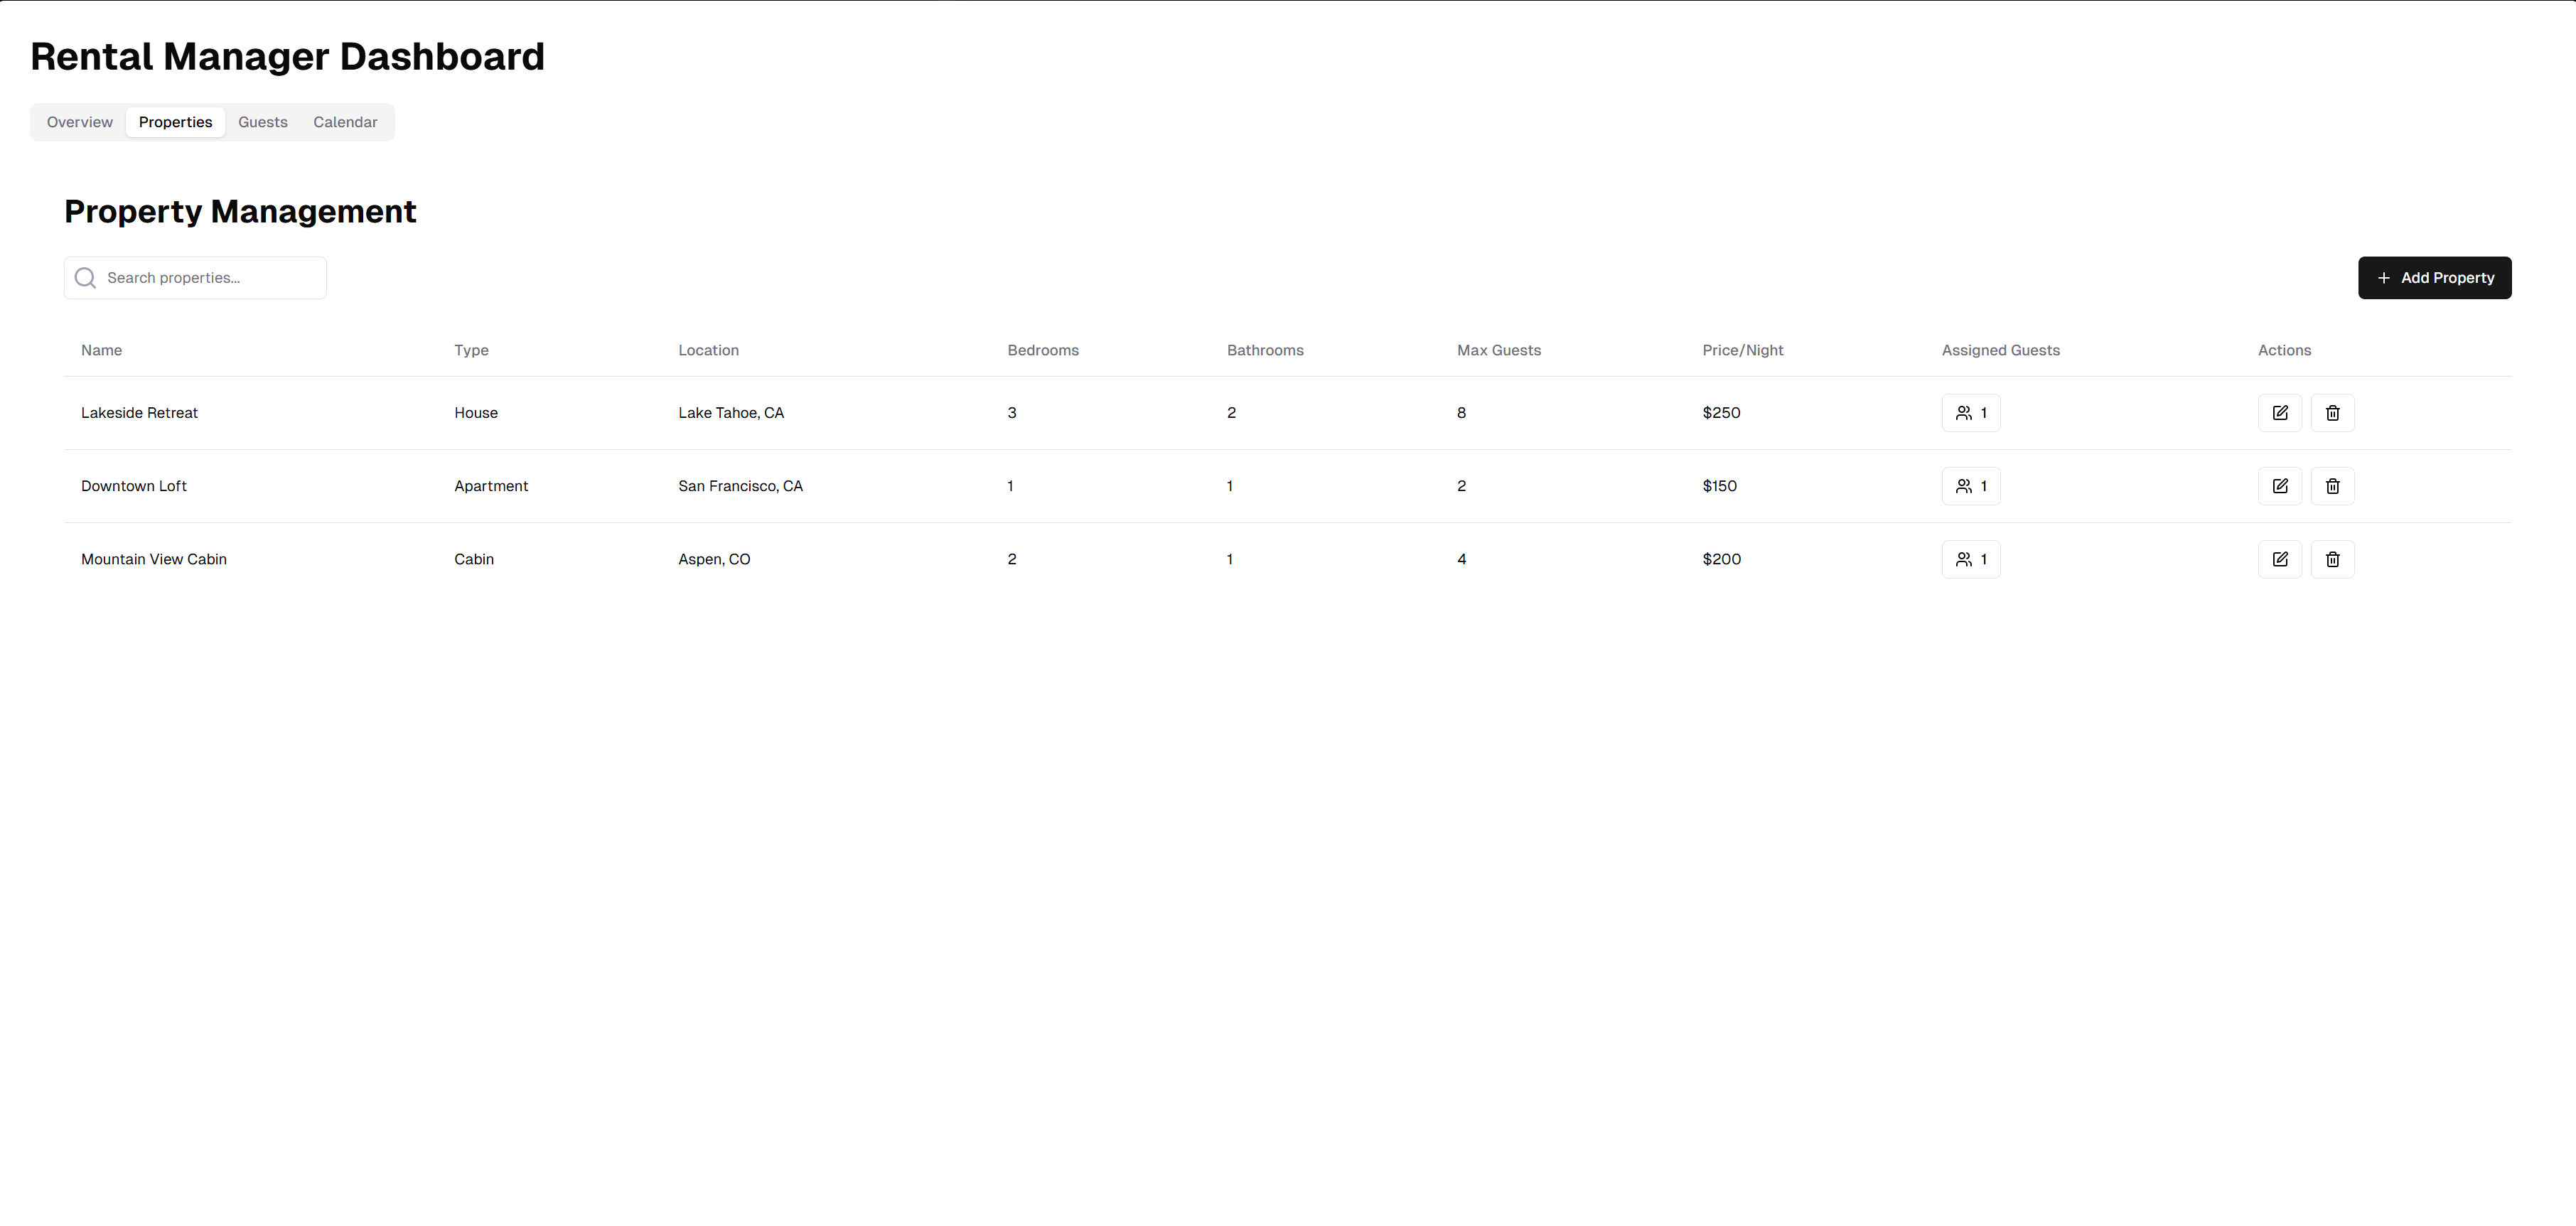 Rental Manager Dashboard
Overview Properties Guests Calendar
Property Management
Search properties...
+ Add Property
Name Type Location Bedrooms Bathrooms Max Guests Price/Night Assigned Guests Actions
Lakeside Retreat House Lake Tahoe, CA 3 2 8 $250 1
Downtown Loft Apartment San Francisco, CA 1 1 2 $150 1
Mountain View Cabin Cabin Aspen, CO 2 1 4 $200 1